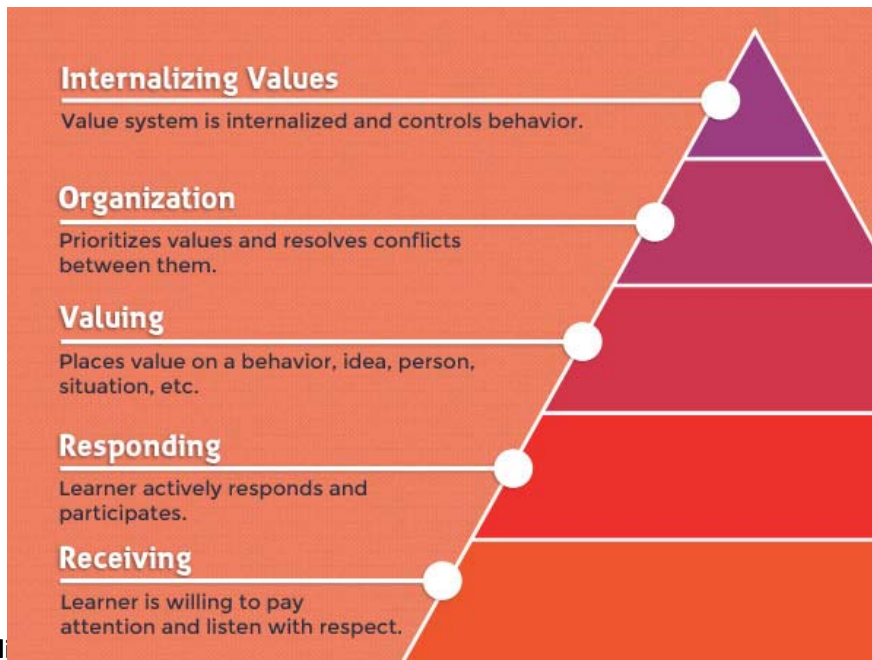 Internalizing Values
Value system is internalized and controls behavior.
Organization
Prioritizes values and resolves conflicts
between them.
Valuing
Places value on a behavior, idea, person,
situation, etc.
Responding
Learner actively responds and
participates.
Receiving
Learner is willing to pay
attention and listen with respect.